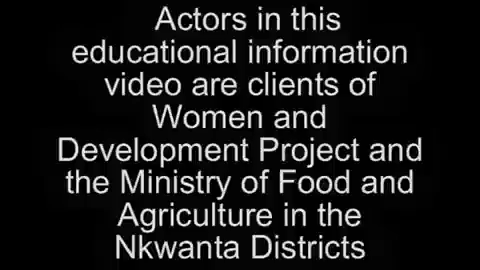 Actors in this
educational information
video are clients of
Women and
Development Project and
the Ministry of Food and
Agriculture in the
Nkwanta Districts